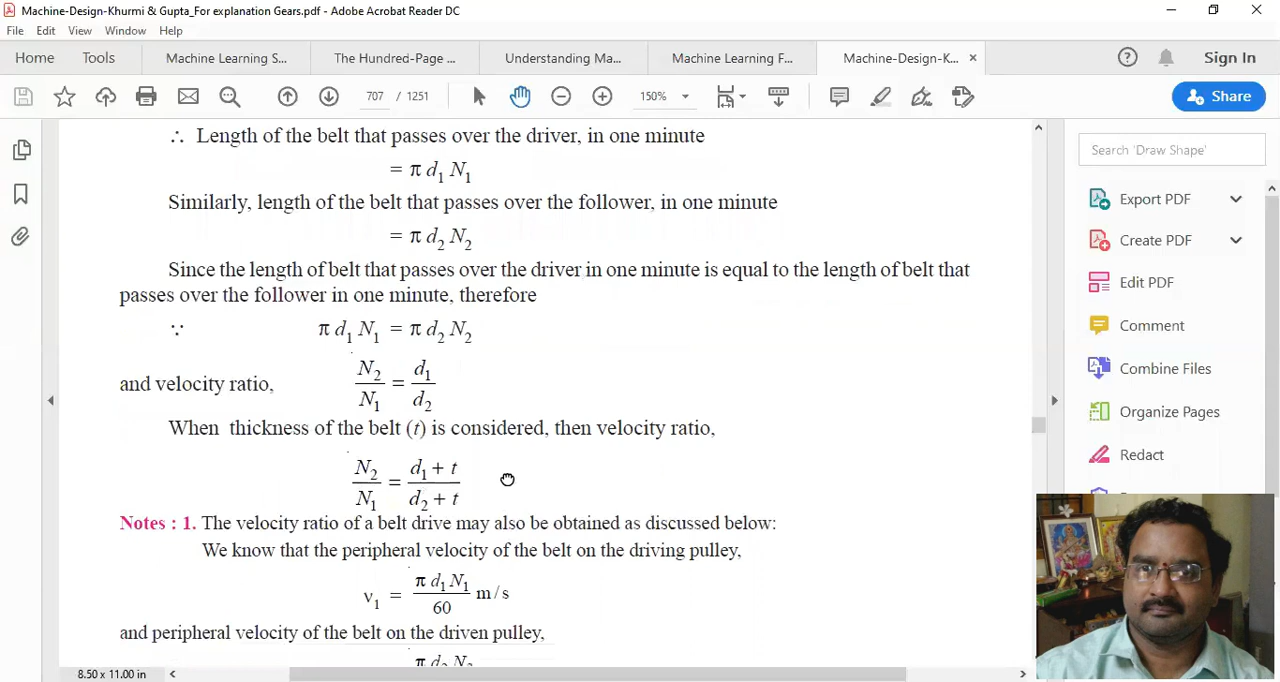 Machine-Design-Khurmi & Gupta_For explanation Gears.pdf - Adobe Acrobat Reader DC
File Edit View Window Help
Home Tools Machine Learning S... The Hundred-Page ... Understanding Ma... Machine Learning F... Machine-Design-K... × Sign In
707 / 1251 150% Share
∴ Length of the belt that passes over the driver, in one minute
= π d₁ N₁
Similarly, length of the belt that passes over the follower, in one minute
= π d₂ N₂
Since the length of belt that passes over the driver in one minute is equal to the length of belt that
passes over the follower in one minute, therefore
∵ π d₁ N₁ = π d₂ N₂
and velocity ratio, N₂/N₁ = d₁/d₂
When thickness of the belt (t) is considered, then velocity ratio,
N₂/N₁ = (d₁ + t)/(d₂ + t)
Notes : 1. The velocity ratio of a belt drive may also be obtained as discussed below:
We know that the peripheral velocity of the belt on the driving pulley,
v₁ = π d₁ N₁/60 m/s
and peripheral velocity of the belt on the driven pulley,
π d₂ N₂
8.50 x 11.00 in
Search 'Draw Shape'
Export PDF
Create PDF
Edit PDF
Comment
Combine Files
Organize Pages
Redact